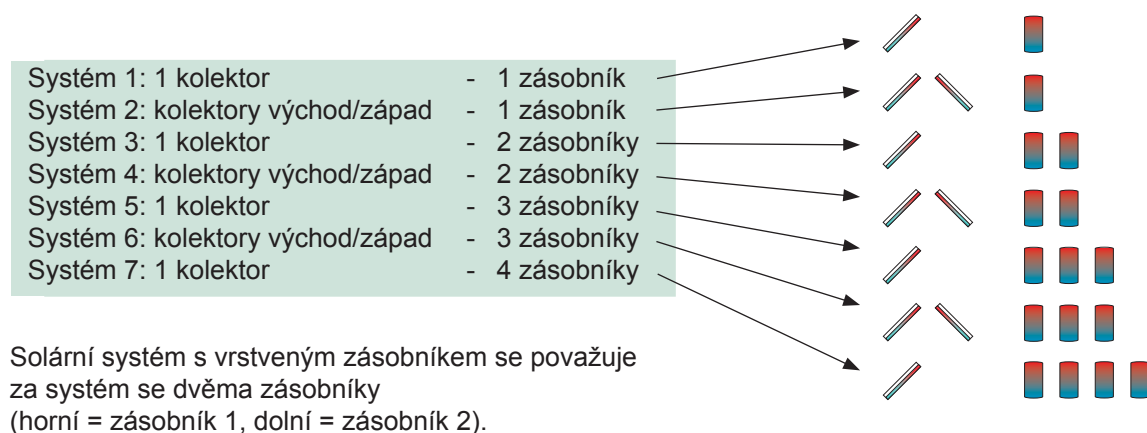 Systém 1: 1 kolektor - 1 zásobník
Systém 2: kolektory východ/západ - 1 zásobník
Systém 3: 1 kolektor - 2 zásobníky
Systém 4: kolektory východ/západ - 2 zásobníky
Systém 5: 1 kolektor - 3 zásobníky
Systém 6: kolektory východ/západ - 3 zásobníky
Systém 7: 1 kolektor - 4 zásobníky
Solární systém s vrstveným zásobníkem se považuje
za systém se dvěma zásobníky
(horní = zásobník 1, dolní = zásobník 2).